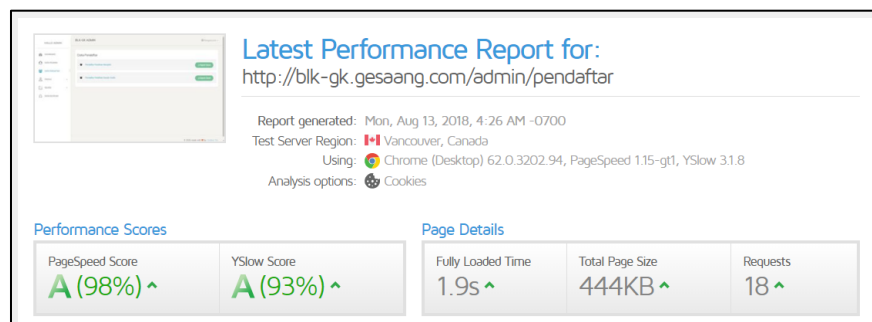 Latest Performance Report for:
http://blk-gk.gesaang.com/admin/pendaftar
Report generated: Mon, Aug 13, 2018, 4:26 AM -0700
Test Server Region: Vancouver, Canada
Using: Chrome (Desktop) 62.0.3202.94, PageSpeed 1.15-gt1, YSlow 3.1.8
Analysis options: Cookies
Performance Scores
PageSpeed Score
A (98%)
YSlow Score
A (93%)
Page Details
Fully Loaded Time
1.9s
Total Page Size
444KB
Requests
18